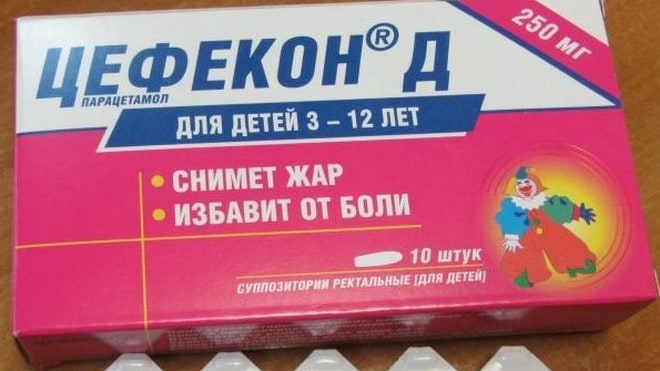 ЦЕФЕКОН® Д
250 МГ
ПАРАЦЕТАМОЛ
ДЛЯ ДЕТЕЙ 3 – 12 ЛЕТ
• СНИМЕТ ЖАР
• ИЗБАВИТ ОТ БОЛИ
10 штук
СУППОЗИТОРИИ РЕКТАЛЬНЫЕ [ДЛЯ ДЕТЕЙ]